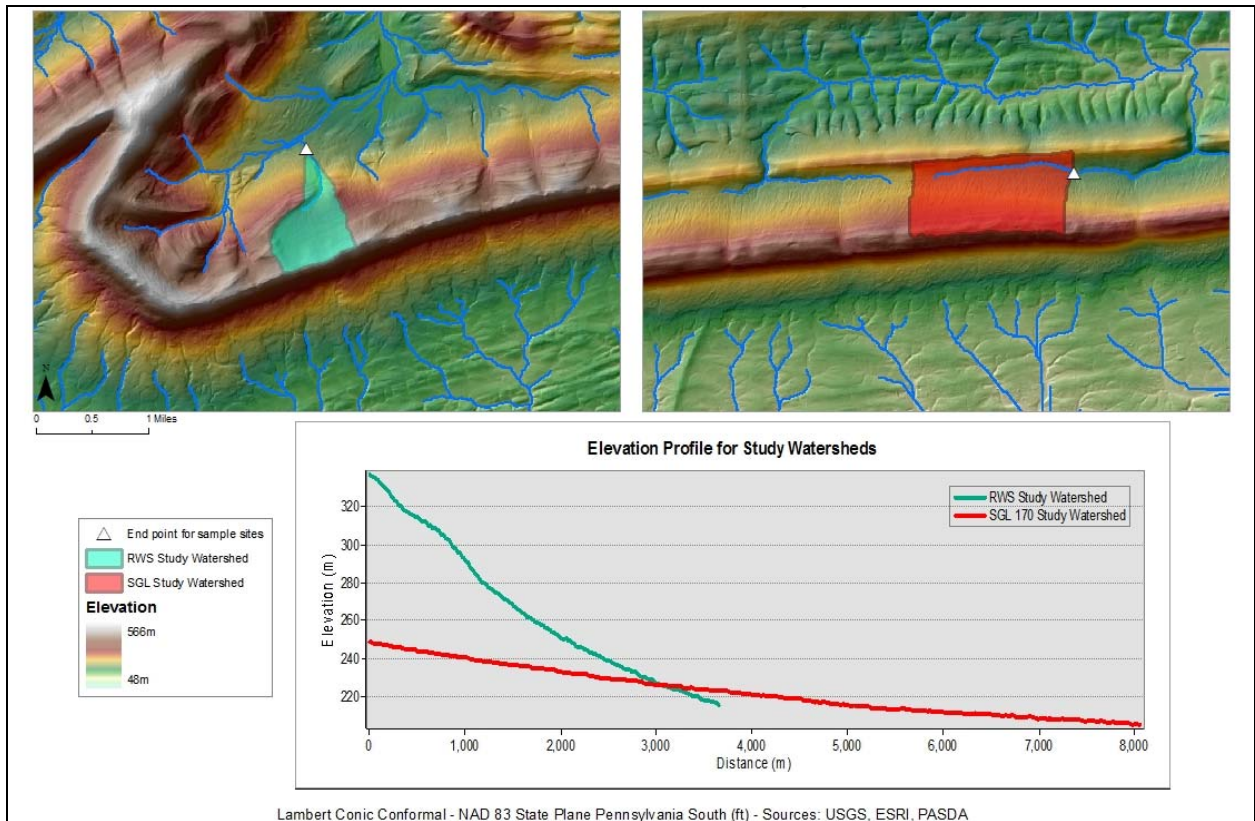 N
0 0.5 1 Miles
Elevation Profile for Study Watersheds
RWS Study Watershed
SGL 170 Study Watershed
320
300
280
260
240
220
Elevation (m)
0 1,000 2,000 3,000 4,000 5,000 6,000 7,000 8,000
Distance (m)
End point for sample sites
RWS Study Watershed
SGL Study Watershed
Elevation
566m
48m
Lambert Conic Conformal - NAD 83 State Plane Pennsylvania South (ft) - Sources: USGS, ESRI, PASDA